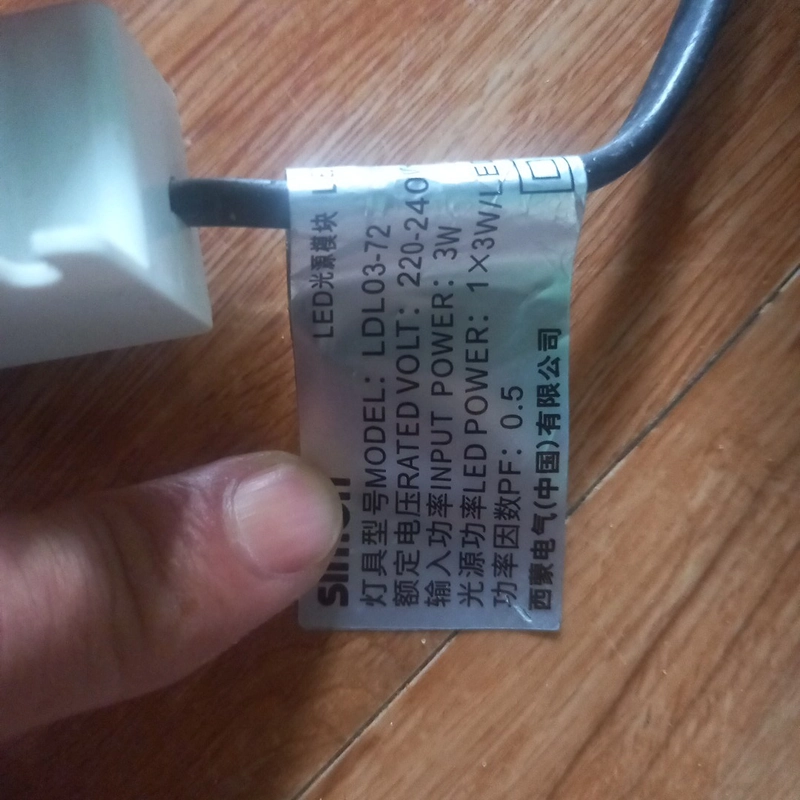 Simon LED光源模块
灯具型号MODEL: LDL03-72
额定电压RATED VOLT: 220-240
输入功率INPUT POWER: 3W
光源功率LED POWER: 1×3W/LE
功率因数PF: 0.5
西蒙电气(中国)有限公司